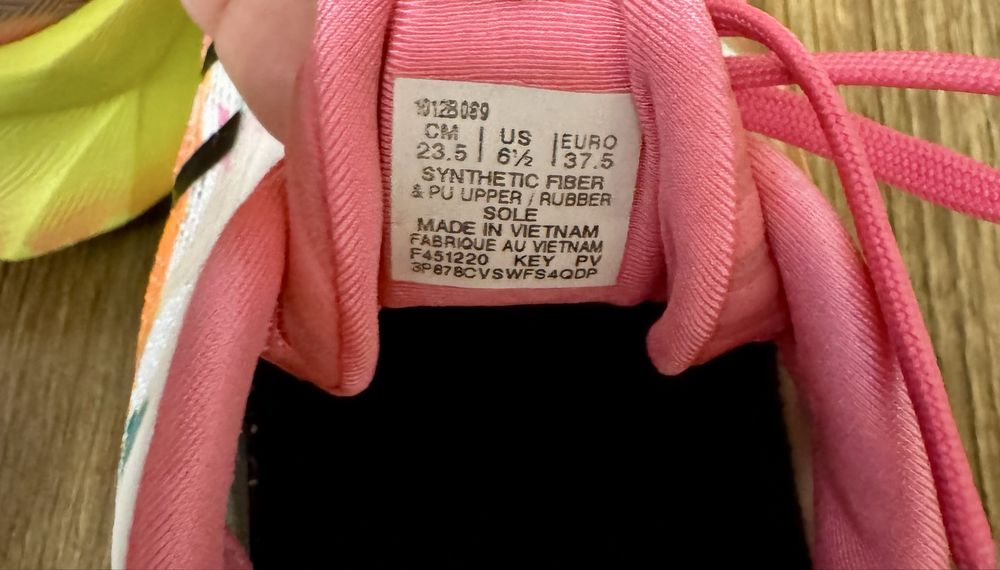 1012B089
CM | US | EURO
23.5 | 6½ | 37.5
SYNTHETIC FIBER
& PU UPPER / RUBBER
SOLE
MADE IN VIETNAM
FABRIQUE AU VIETNAM
F451220 KEY PV
3P878CVSWFS4QDP